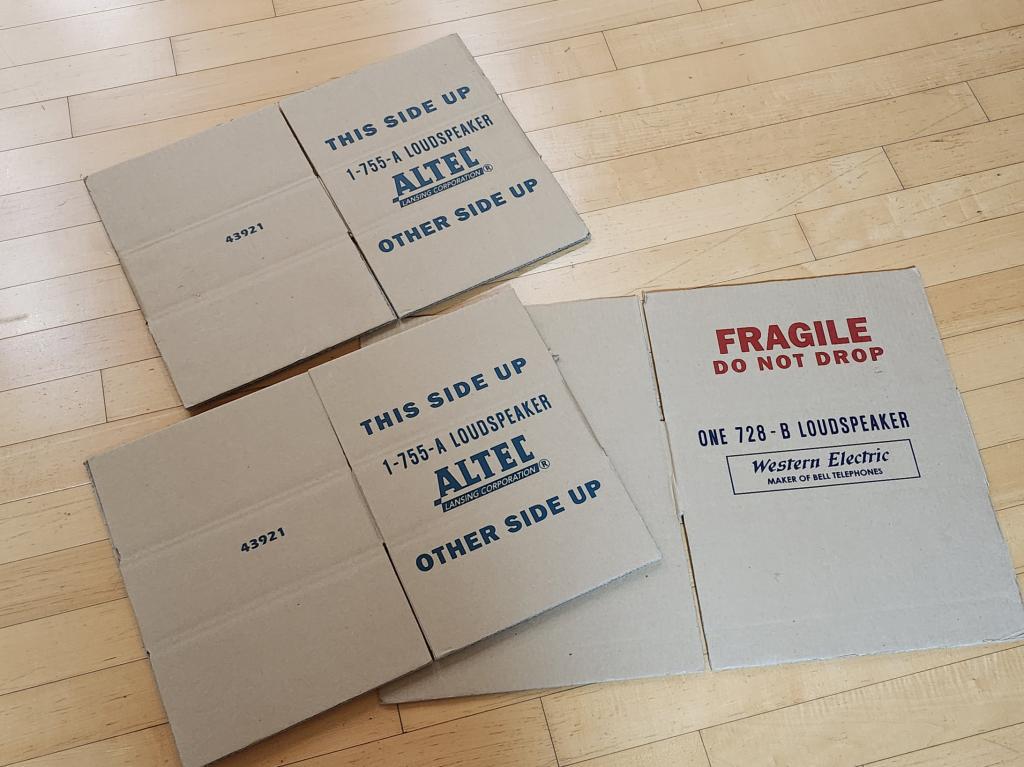 THIS SIDE UP
1-755-A LOUDSPEAKER
ALTEC ®
LANSING CORPORATION
OTHER SIDE UP
43921
THIS SIDE UP
1-755-A LOUDSPEAKER
ALTEC ®
LANSING CORPORATION
OTHER SIDE UP
43921
FRAGILE
DO NOT DROP
ONE 728-B LOUDSPEAKER
Western Electric
MAKER OF BELL TELEPHONES